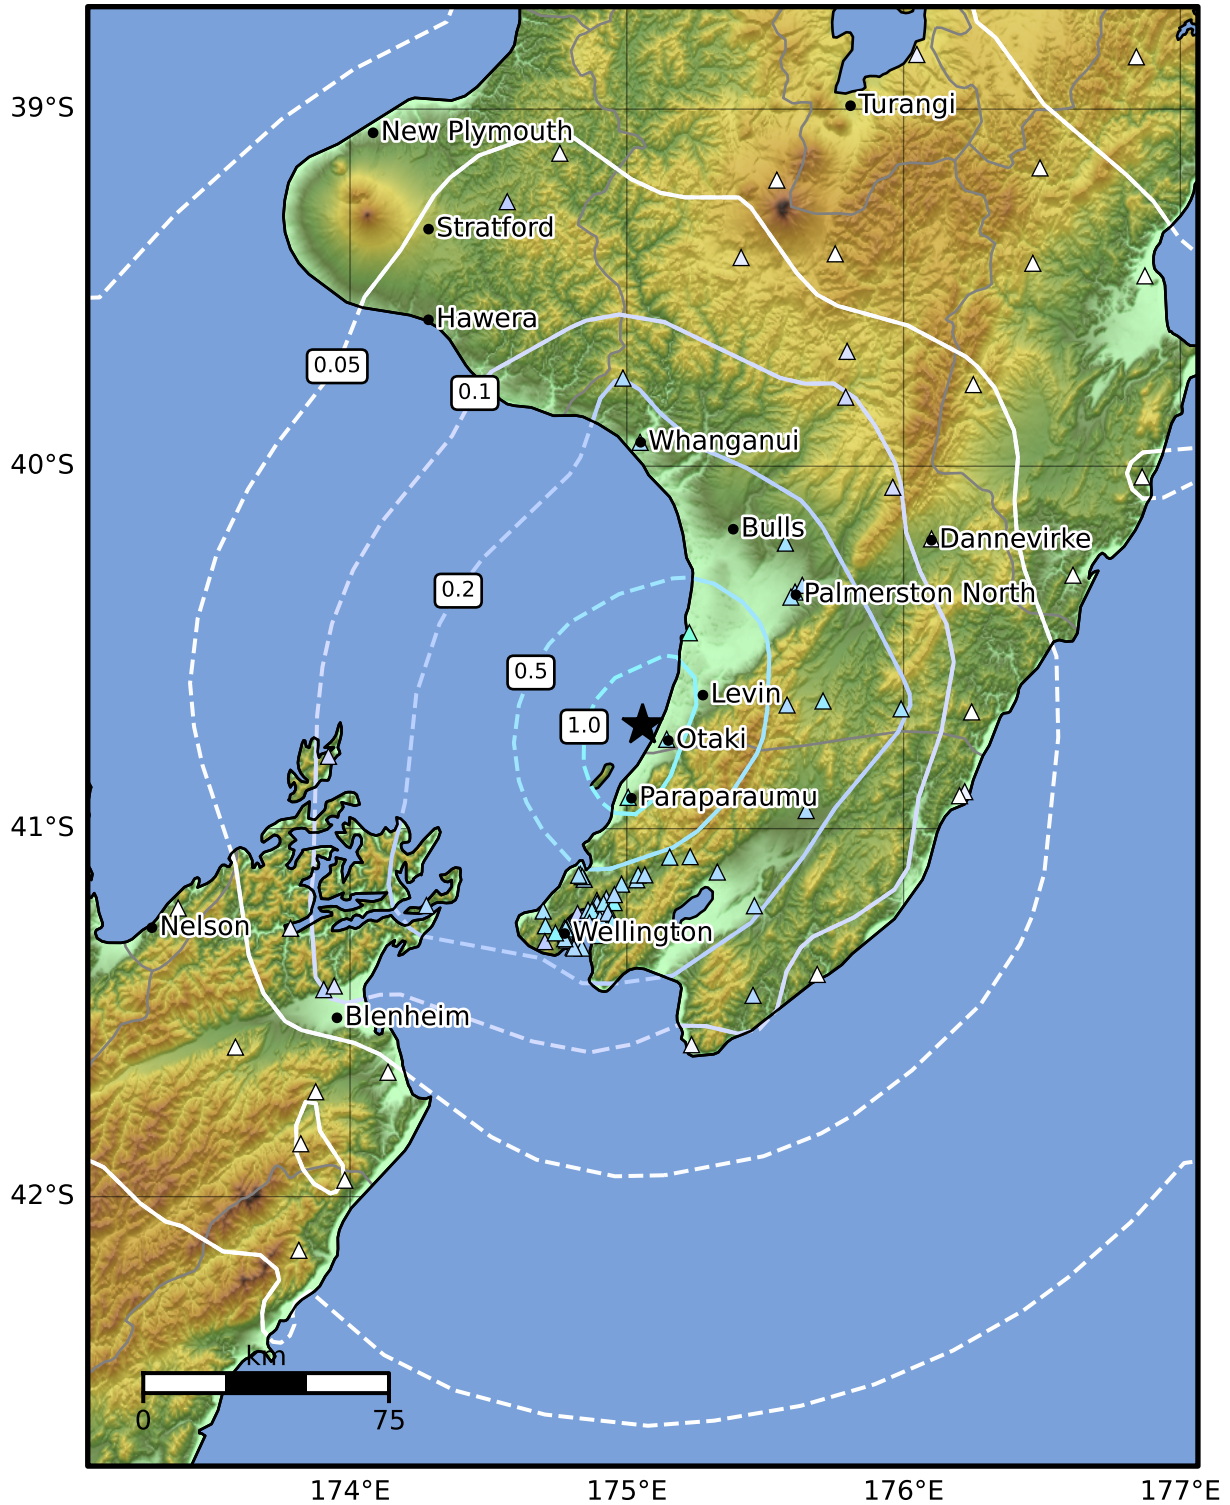 39°S
Turangi
New Plymouth
Stratford
Hawera
0.05
0.1
Whanganui
40°S
Bulls
Dannevirke
0.2
Palmerston North
0.5
Levin
1.0
Otaki
Paraparaumu
41°S
Nelson
Wellington
Blenheim
42°S
km
0
75
174°E
175°E
176°E
177°E